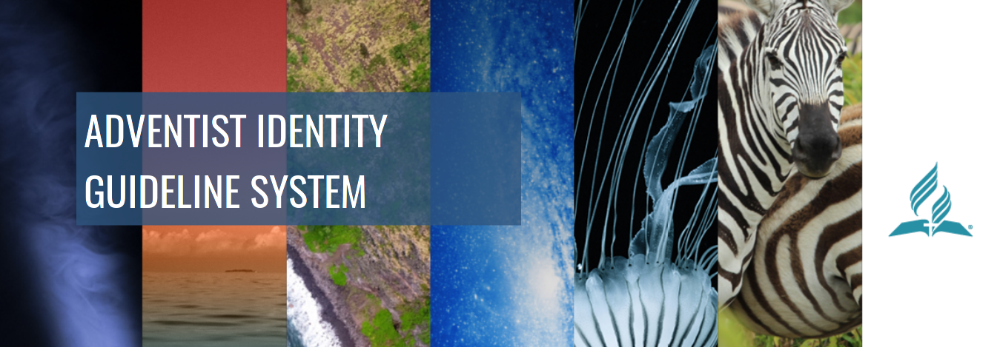 ADVENTIST IDENTITY
GUIDELINE SYSTEM
®